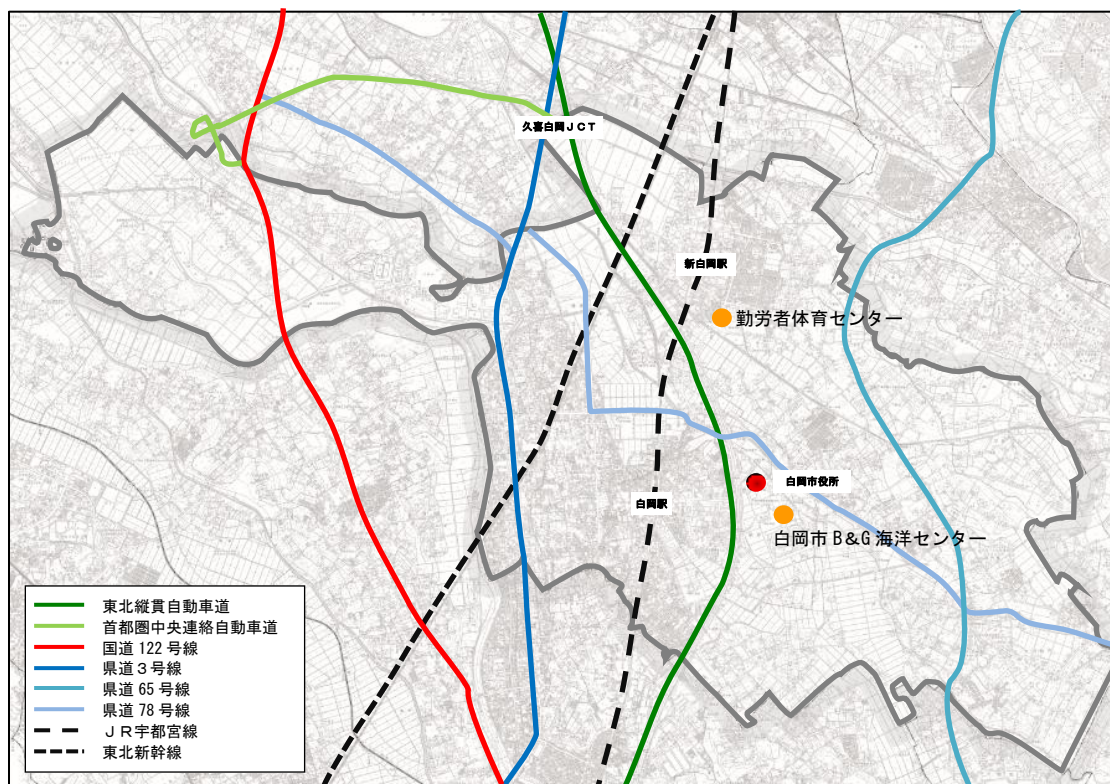 久喜白岡ＪＣＴ
新白岡駅
勤労者体育センター
白岡市役所
白岡駅
白岡市 B&G 海洋センター
東北縦貫自動車道
首都圏中央連絡自動車道
国道 122 号線
県道３号線
県道 65 号線
県道 78 号線
ＪＲ宇都宮線
東北新幹線